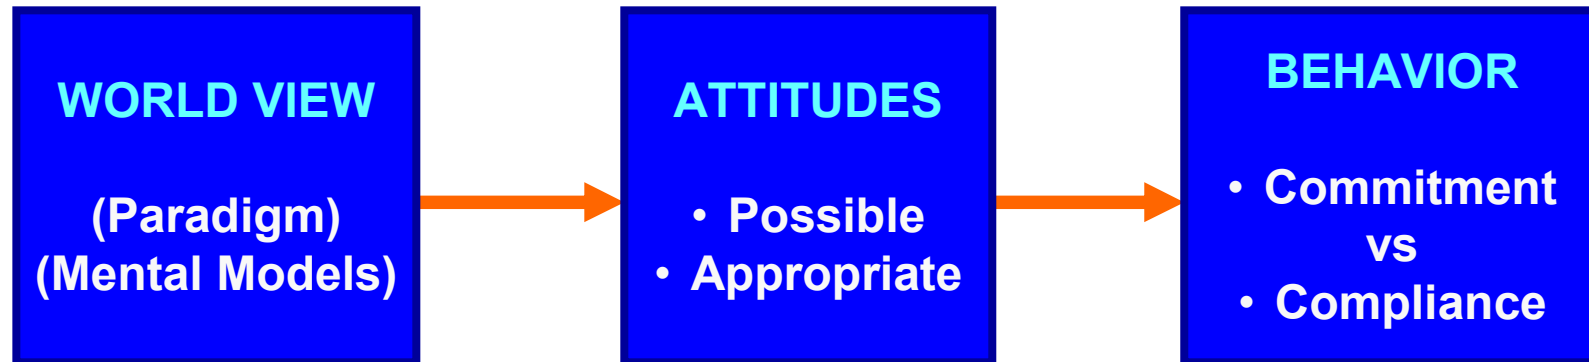 WORLD VIEW
(Paradigm)
(Mental Models)
ATTITUDES
• Possible
• Appropriate
BEHAVIOR
• Commitment
vs
• Compliance